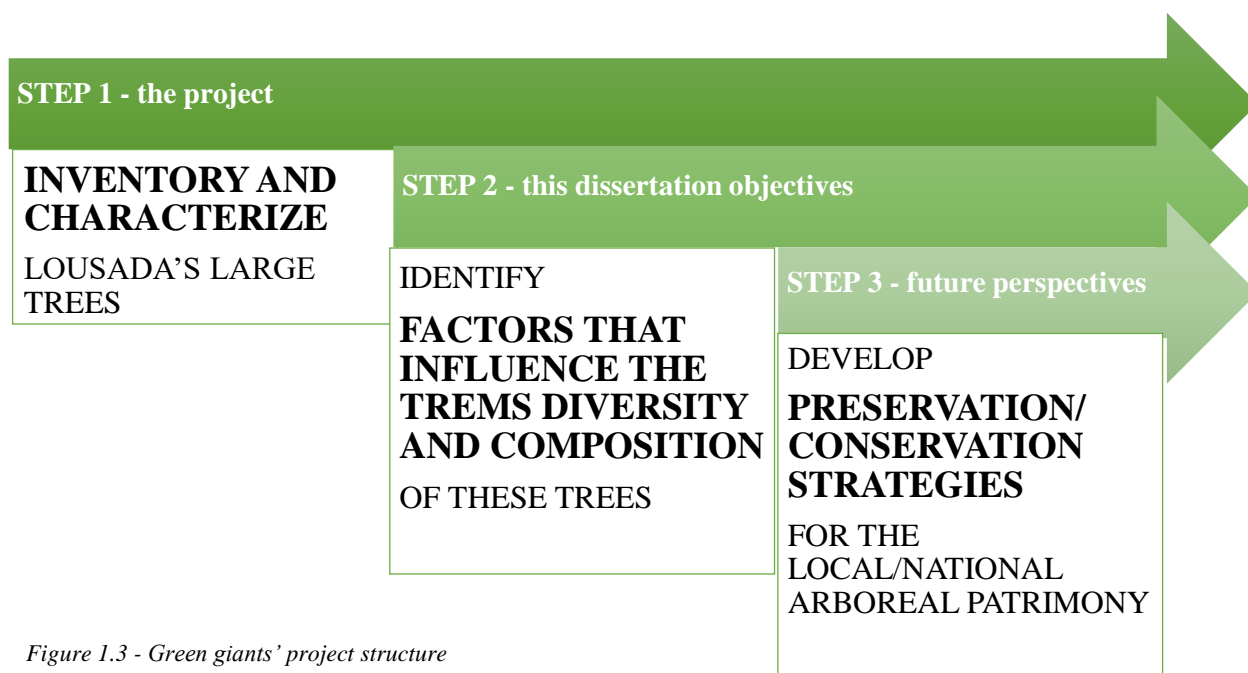 STEP 1 - the project
INVENTORY AND
CHARACTERIZE
LOUSADA’S LARGE
TREES
STEP 2 - this dissertation objectives
IDENTIFY
FACTORS THAT
INFLUENCE THE
TREMS DIVERSITY
AND COMPOSITION
OF THESE TREES
STEP 3 - future perspectives
DEVELOP
PRESERVATION/
CONSERVATION
STRATEGIES
FOR THE
LOCAL/NATIONAL
ARBOREAL PATRIMONY
Figure 1.3 - Green giants’ project structure